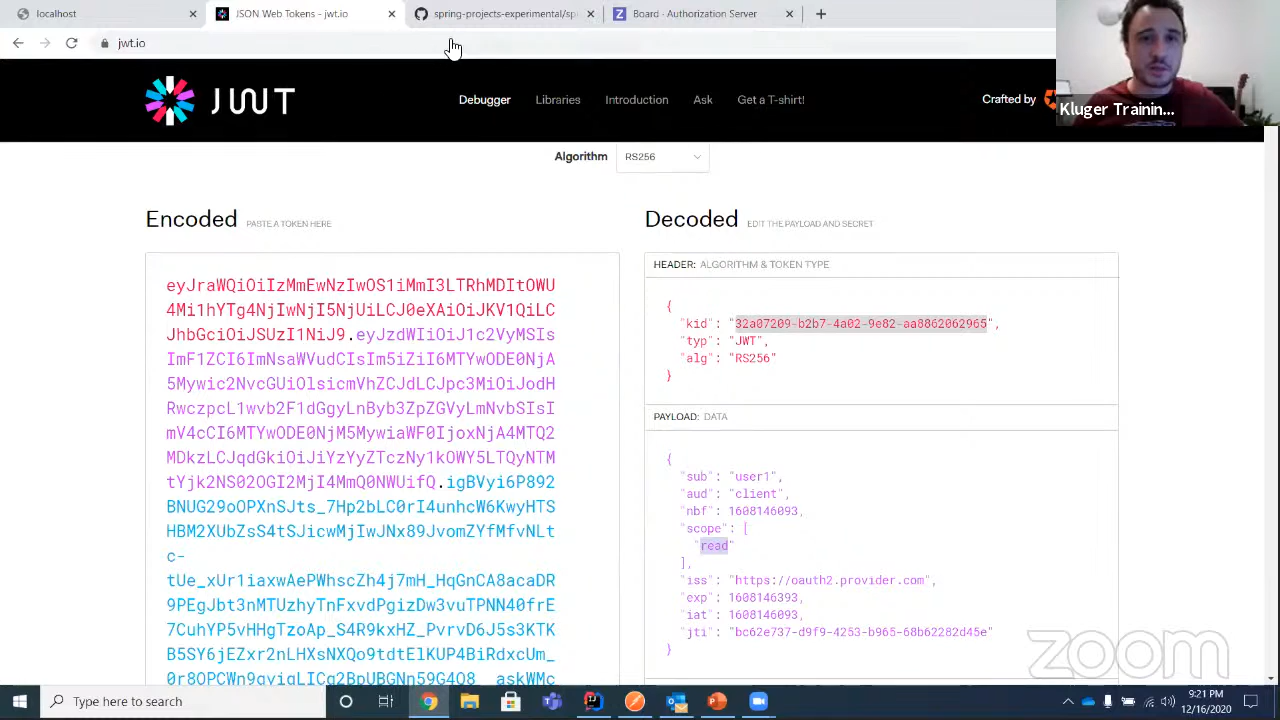 localhost
JSON Web Tokens - jwt.io
spring-projects-experimental/sp
Board - Authorization Server
jwt.io
JWT
Debugger
Libraries
Introduction
Ask
Get a T-shirt!
Crafted by
Kluger Trainin...
Algorithm
RS256
Encoded PASTE A TOKEN HERE
Decoded EDIT THE PAYLOAD AND SECRET
eyJraWQiOiIzMmEwNzIwOS1iMmI3LTRhMDItOWU
4Mi1hYTg4NjIwNjI5NjUiLCJ0eXAiOiJKV1QiLC
JhbGciOiJSUzI1NiJ9.eyJzdWIiOiJ1c2VyMSIs
ImF1ZCI6ImNsaWVudCIsIm5iZiI6MTYwODE0NjA
5Mywic2NvcGUiOlsicmVhZCJdLCJpc3MiOiJodH
RwczpcL1wvb2F1dGgyLnByb3ZpZGVyLmNvbSIsI
mV4cCI6MTYwODE0NjM5MywiaWF0IjoxNjA4MTQ2
MDkzLCJqdGkiOiJiYzYyZTczNy1kOWY5LTQyNTM
tYjk2NS02OGI2MjI4MmQ0NWUifQ.igBVyi6P892
BNUG29oOPXnSJts_7Hp2bLC0rI4unhcW6KwyHTS
HBM2XUbZsS4tSJicwMjIwJNx89JvomZYfMfvNLt
c-
tUe_xUr1iaxwAePWhscZh4j7mH_HqGnCA8acaDR
9PEgJbt3nMTUzhyTnFxvdPgizDw3vuTPNN40frE
7CuhYP5vHHgTzoAp_S4R9kxHZ_PvrvD6J5s3KTK
B5SY6jEZxr2nLHXsNXQo9tdtElKUP4BiRdxcUm_
HEADER: ALGORITHM & TOKEN TYPE
{
"kid": "32a07209-b2b7-4a02-9e82-aa8862062965",
"typ": "JWT",
"alg": "RS256"
}
PAYLOAD: DATA
{
"sub": "user1",
"aud": "client",
"nbf": 1608146093,
"scope": [
"read"
],
"iss": "https://oauth2.provider.com",
"exp": 1608146393,
"iat": 1608146093,
"jti": "bc62e737-d9f9-4253-b965-68b62282d45e"
}
zoom
Type here to search
9:21 PM
12/16/2020